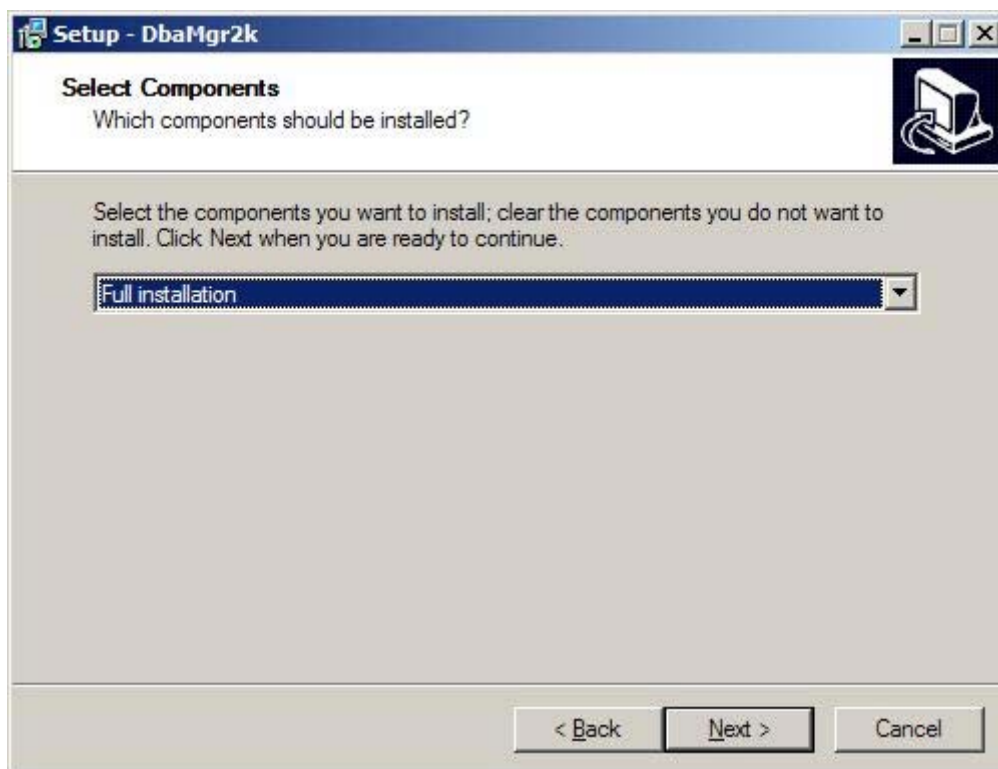 Setup - DbaMgr2k
Select Components
Which components should be installed?
Select the components you want to install; clear the components you do not want to
install. Click Next when you are ready to continue.
Full installation
< Back
Next >
Cancel